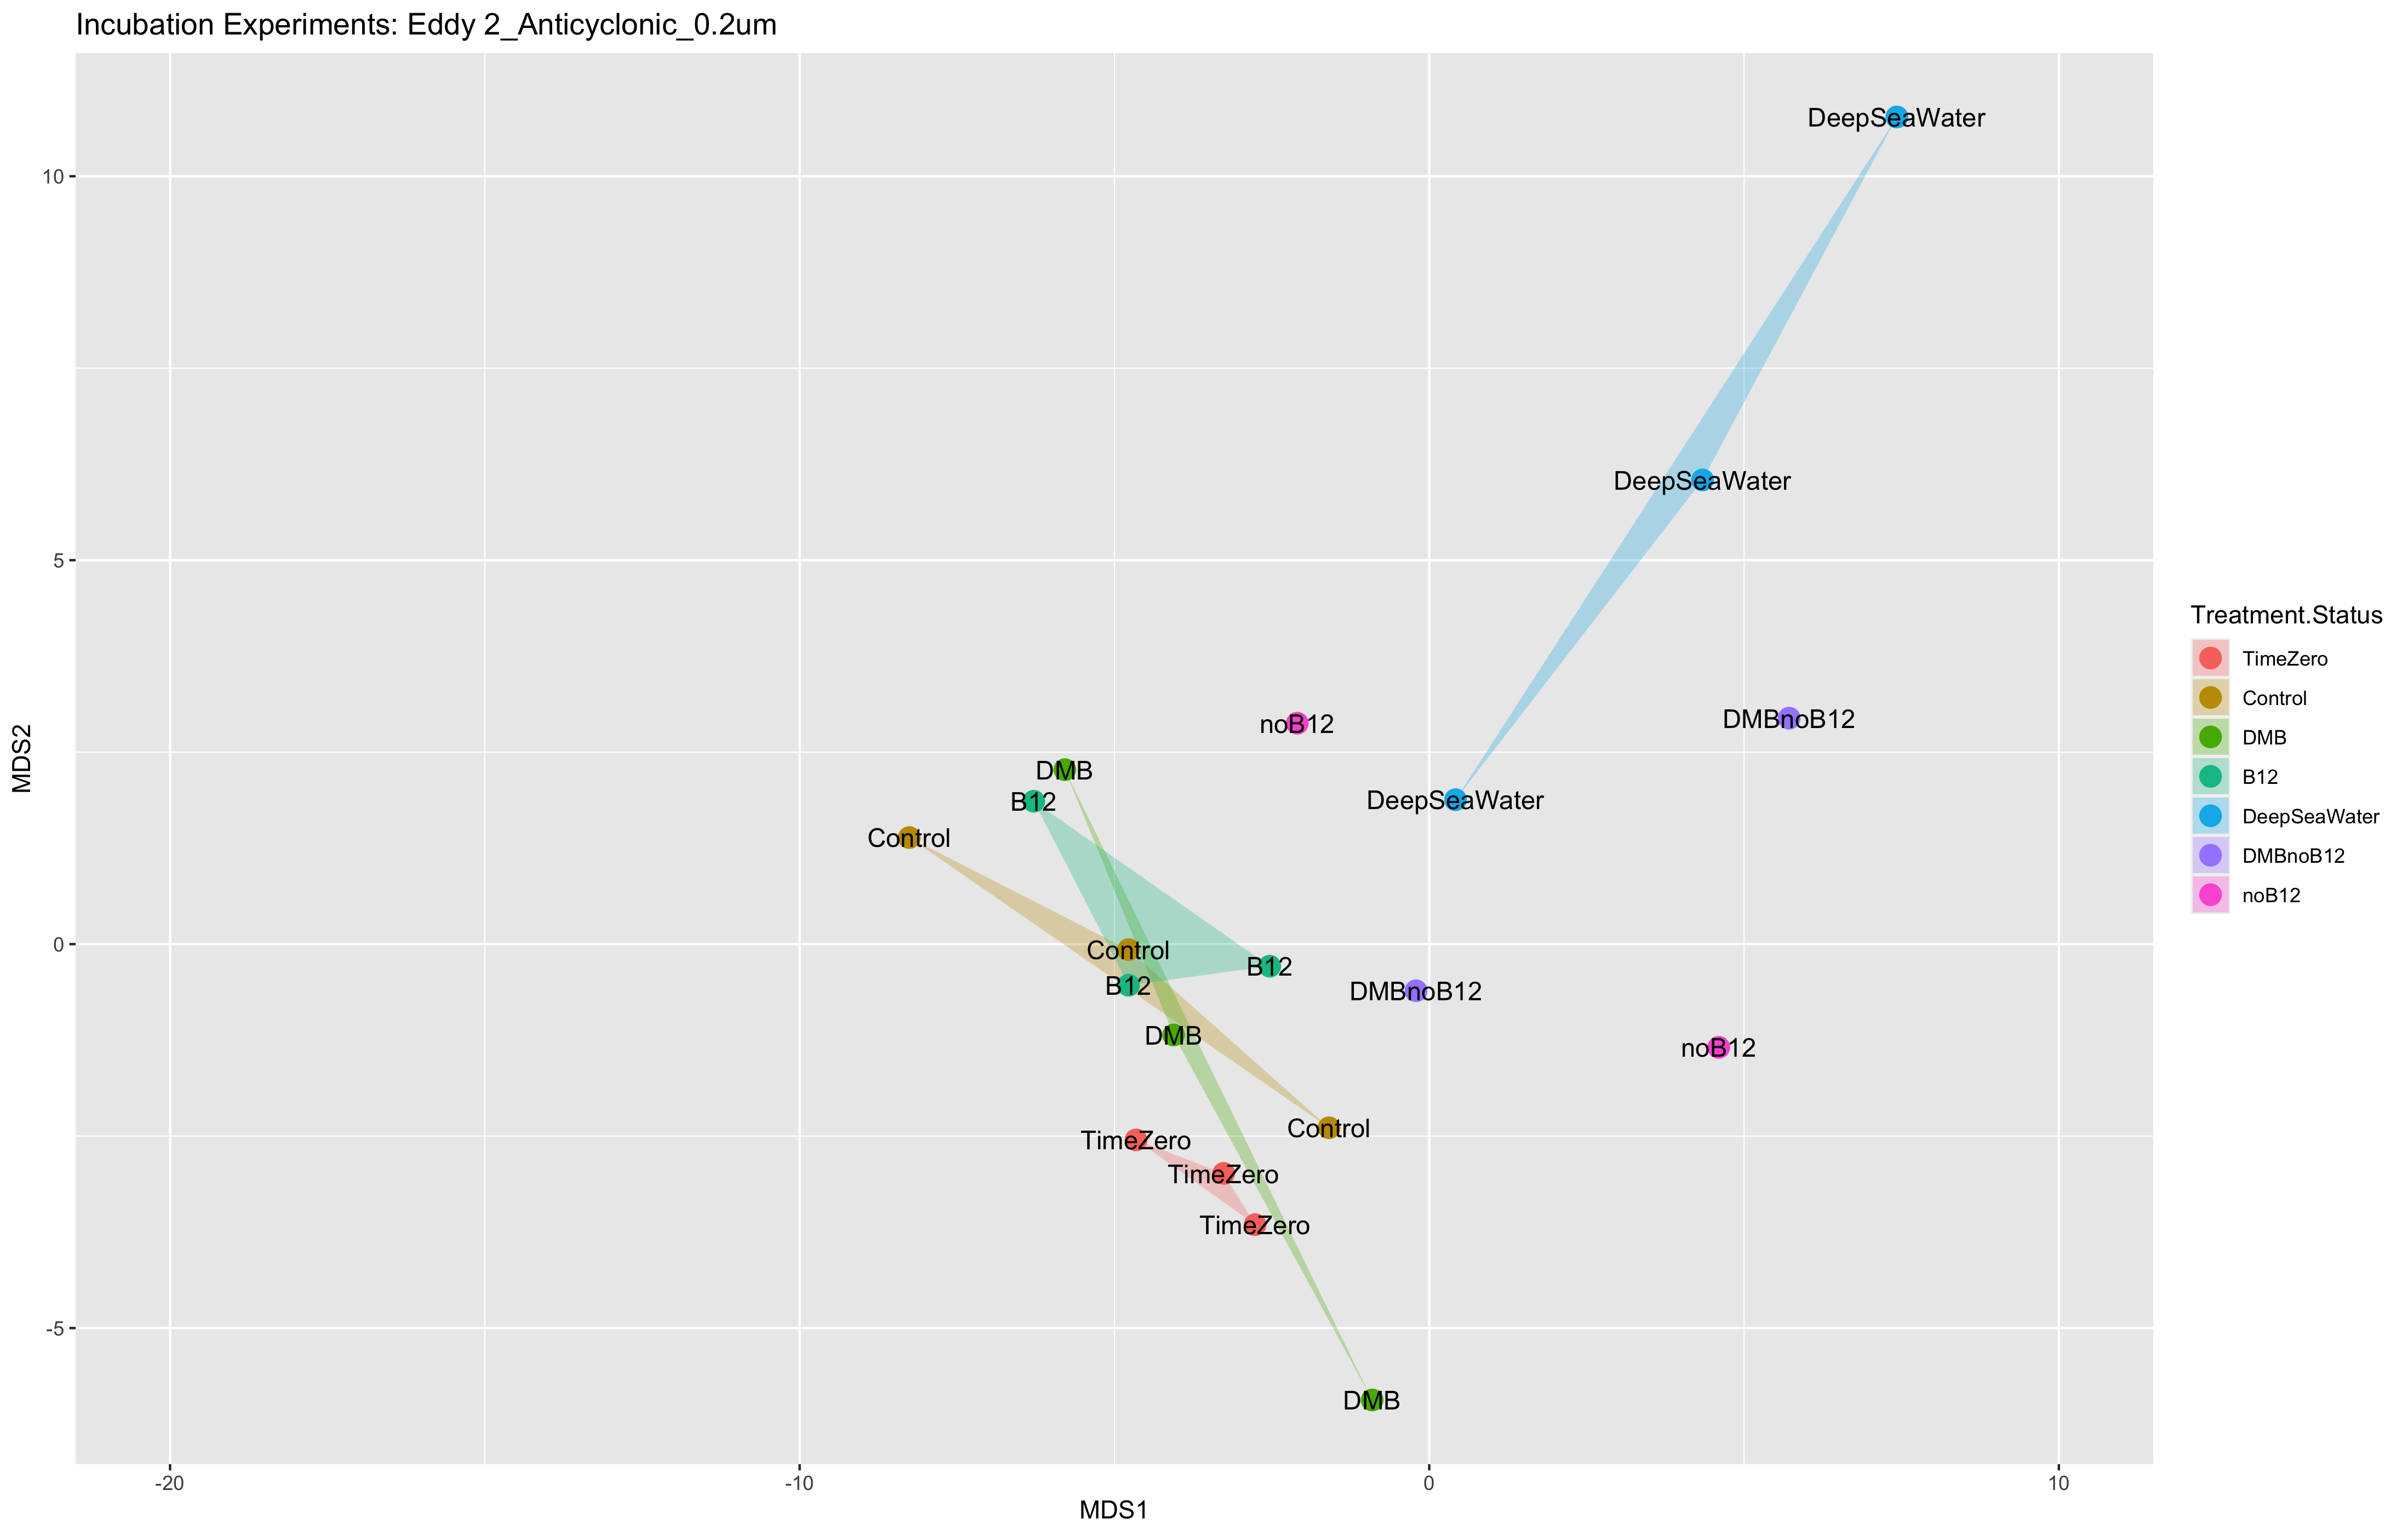 Incubation Experiments: Eddy 2_Anticyclonic_0.2um
DeepSeaWater
10
DeepSeaWater
5
Treatment.Status
TimeZero
Control
DMB
B12
DeepSeaWater
DMBnoB12
noB12
MDS2
noB12
DMBnoB12
DMB
B12
DeepSeaWater
Control
0
Control
B12
B12
DMBnoB12
DMB
noB12
Control
TimeZero
TimeZero
TimeZero
-5
DMB
-20
-10
0
10
MDS1